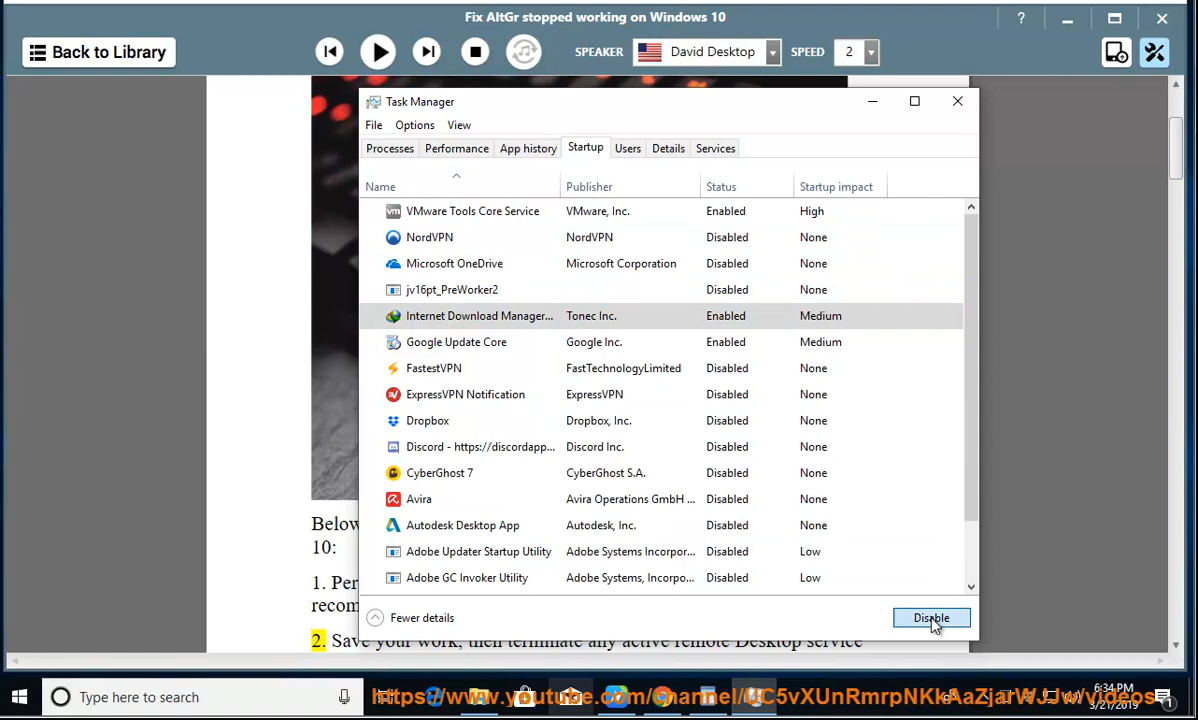 Fix AltGr stopped working on Windows 10
?
Back to Library
SPEAKER
David Desktop
SPEED
2
Task Manager
File Options View
Processes Performance App history Startup Users Details Services
Name Publisher Status Startup impact
VMware Tools Core Service VMware, Inc. Enabled High
NordVPN NordVPN Disabled None
Microsoft OneDrive Microsoft Corporation Disabled None
jv16pt_PreWorker2 Disabled None
Internet Download Manager... Tonec Inc. Enabled Medium
Google Update Core Google Inc. Enabled Medium
FastestVPN FastTechnologyLimited Disabled None
ExpressVPN Notification ExpressVPN Disabled None
Dropbox Dropbox, Inc. Disabled None
Discord - https://discordapp... Discord Inc. Disabled None
CyberGhost 7 CyberGhost S.A. Disabled None
Avira Avira Operations GmbH ... Disabled None
Autodesk Desktop App Autodesk, Inc. Disabled None
Adobe Updater Startup Utility Adobe Systems Incorpor... Disabled Low
Adobe GC Invoker Utility Adobe Systems, Incorpo... Disabled Low
Fewer details Disable
Below
10:
1. Per
recom
2. Save your work, then terminate any active remote Desktop service
Type here to search
6:34 PM
3/21/2019
1